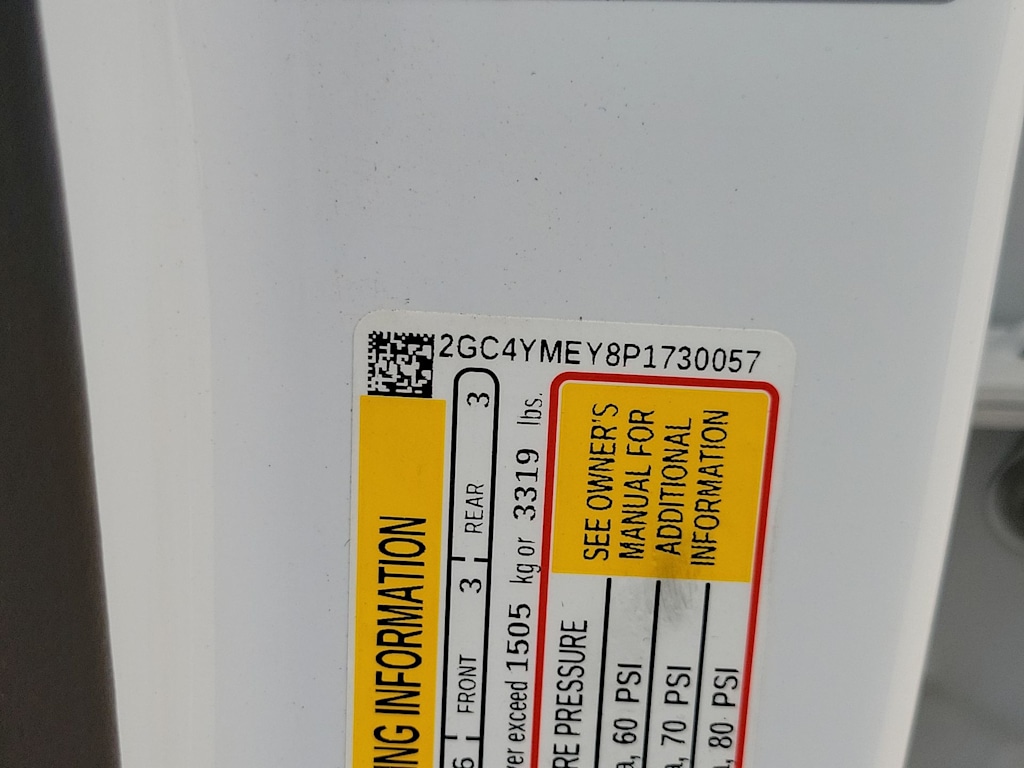 2GC4YMEY8P1730057
ING INFORMATION
6 FRONT 3 REAR 3
ver exceed 1505 kg or 3319 lbs.
RE PRESSURE
SEE OWNER'S
MANUAL FOR
ADDITIONAL
INFORMATION
a, 60 PSI
a, 70 PSI
, 80 PSI